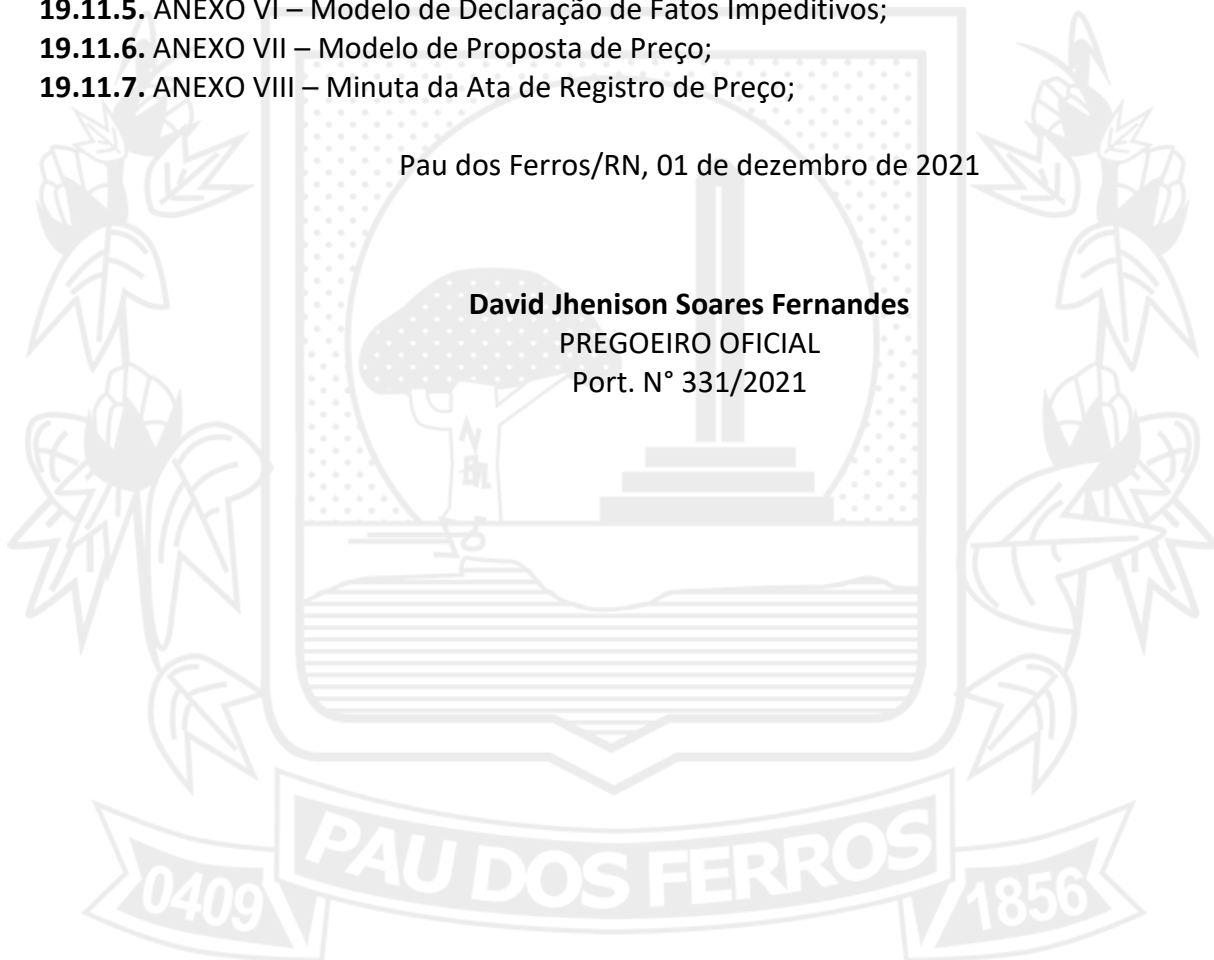 19.11.5. ANEXO VI – Modelo de Declaração de Fatos Impeditivos;
19.11.6. ANEXO VII – Modelo de Proposta de Preço;
19.11.7. ANEXO VIII – Minuta da Ata de Registro de Preço;
Pau dos Ferros/RN, 01 de dezembro de 2021
David Jhenison Soares Fernandes
PREGOEIRO OFICIAL
Port. N° 331/2021
PAU DOS FERROS
0409
1856